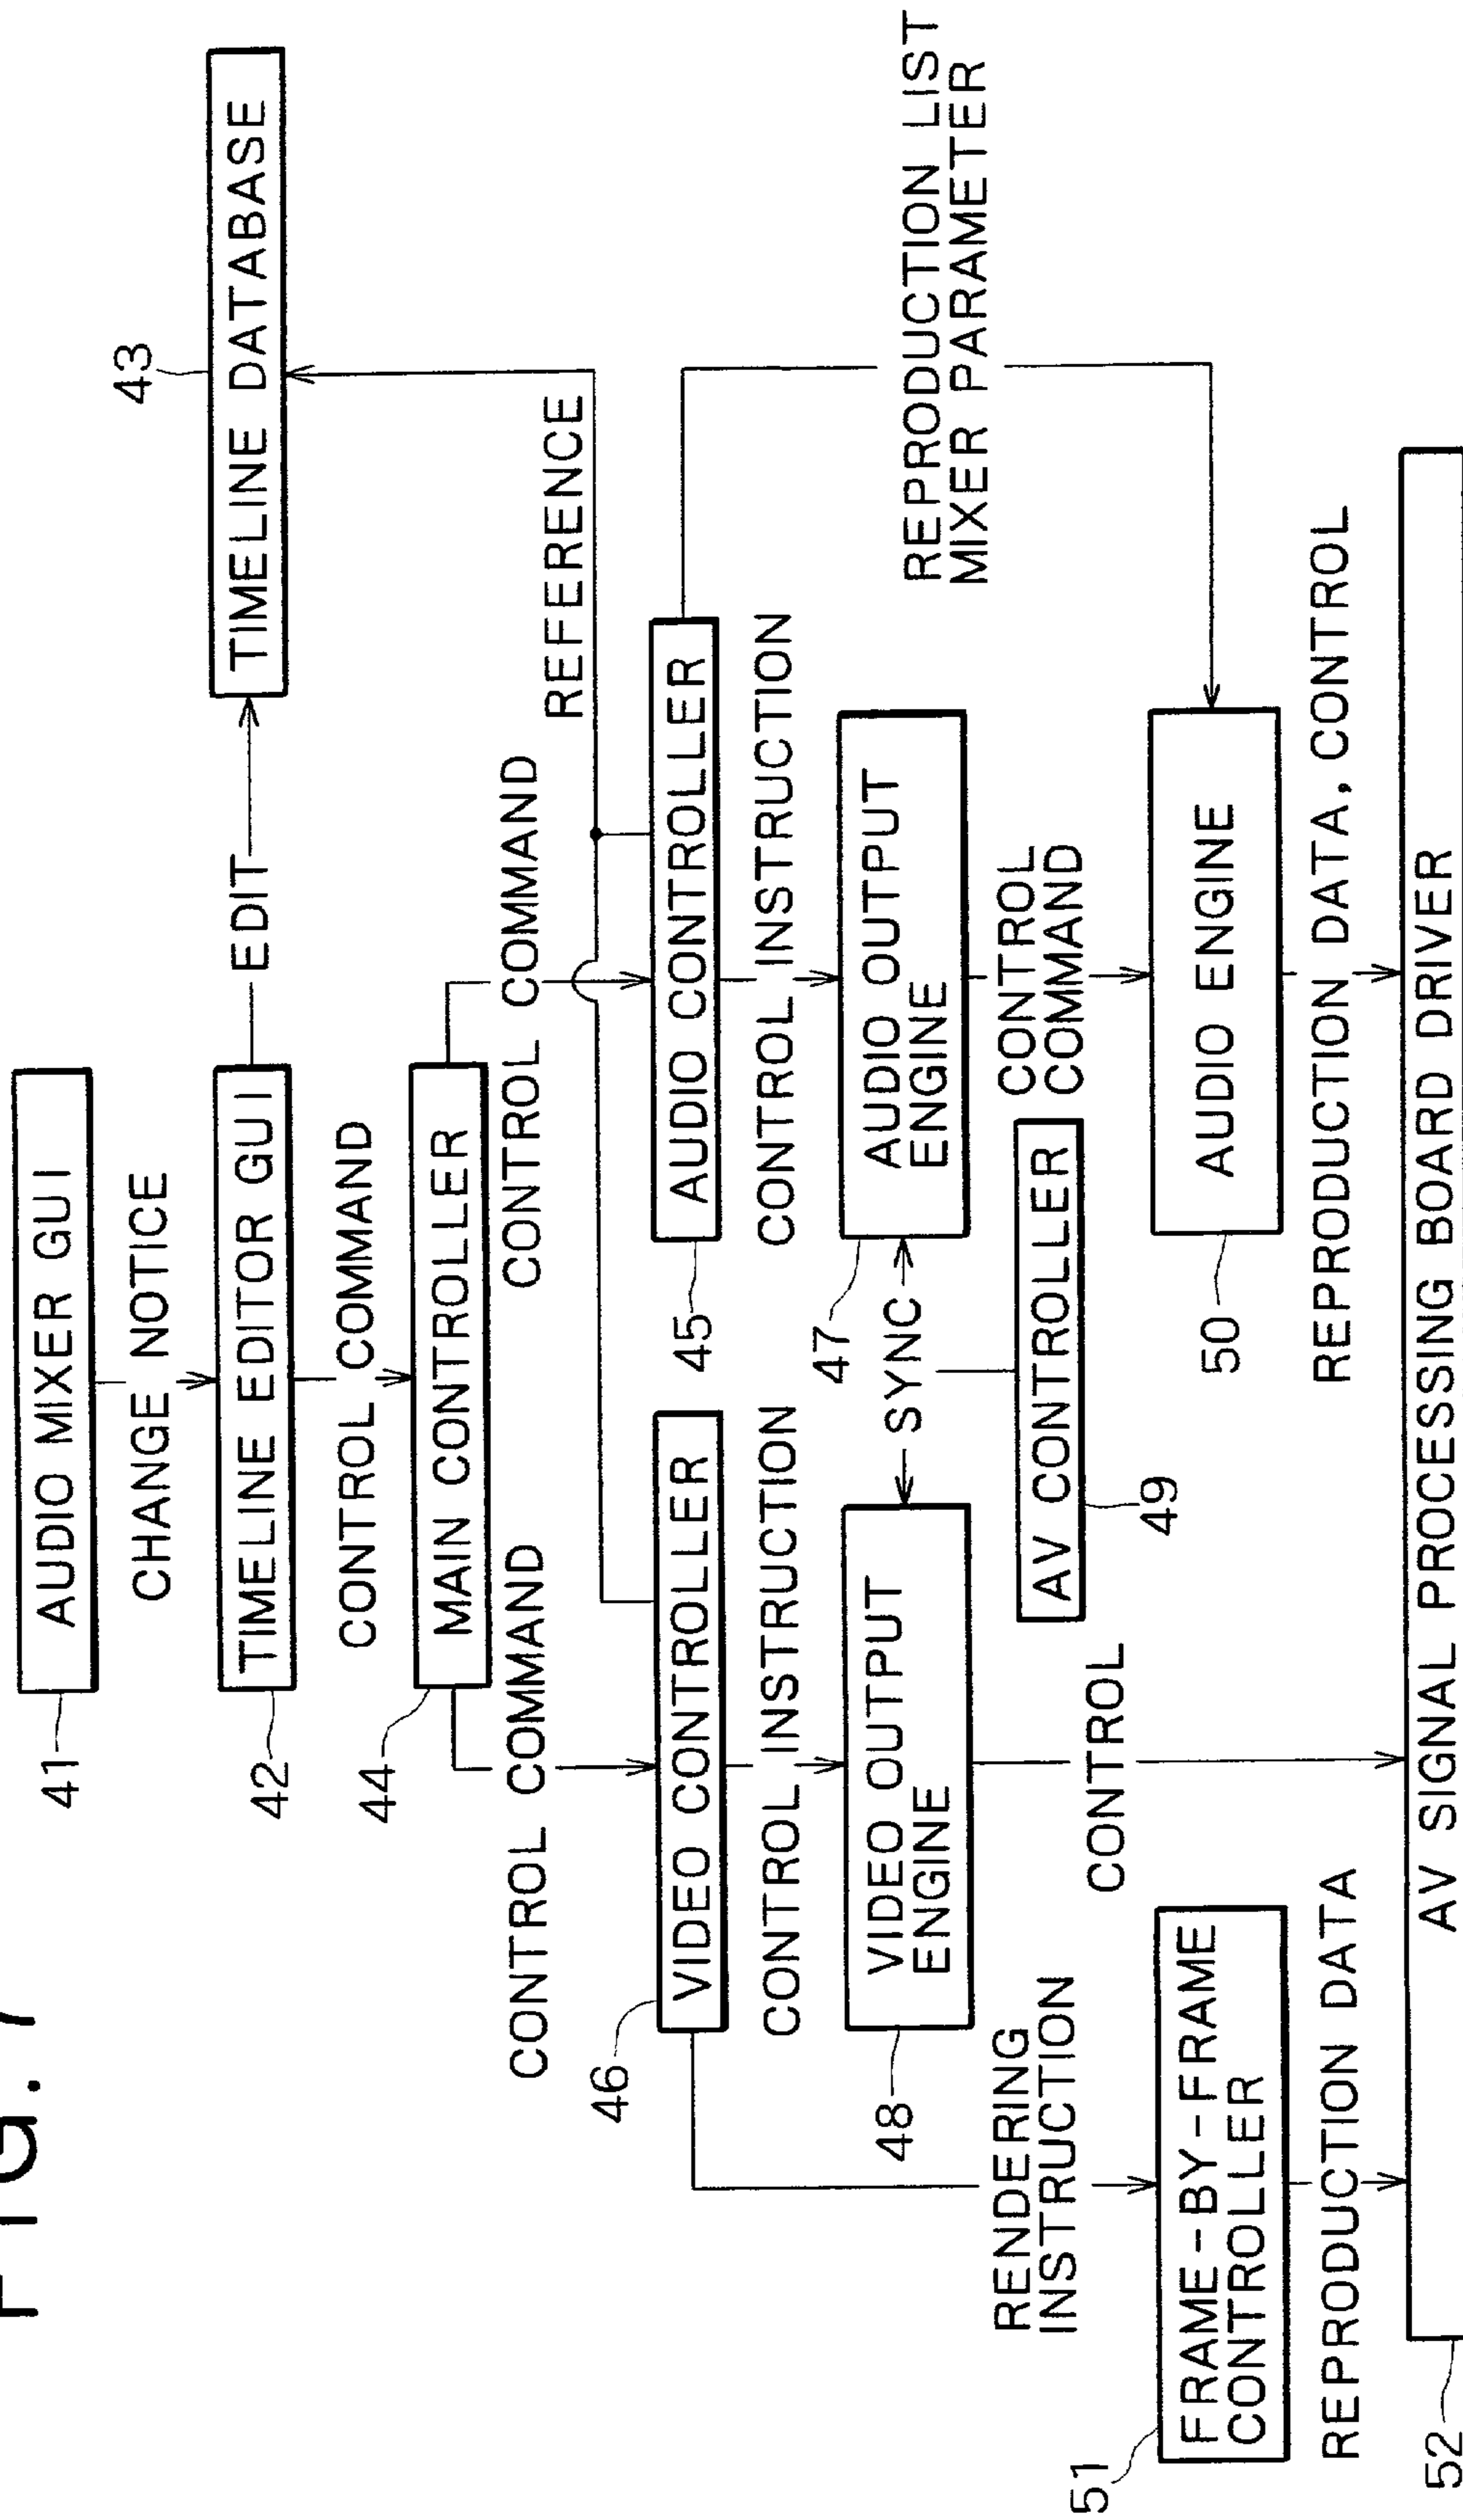 FIG. 7
AUDIO MIXER GUI
41
CHANGE NOTICE
TIMELINE EDITOR GUI
42
EDIT
TIMELINE DATABASE
43
CONTROL COMMAND
MAIN CONTROLLER
44
CONTROL COMMAND
CONTROL COMMAND
REFERENCE
46
VIDEO CONTROLLER
45
AUDIO CONTROLLER
CONTROL INSTRUCTION
CONTROL INSTRUCTION
REPRODUCTION LIST
MIXER PARAMETER
48
VIDEO OUTPUT
ENGINE
SYNC
47
AUDIO OUTPUT
ENGINE
RENDERING
INSTRUCTION
CONTROL
AV CONTROLLER
49
CONTROL
COMMAND
51
FRAME-BY-FRAME
CONTROLLER
50
AUDIO ENGINE
REPRODUCTION DATA
REPRODUCTION DATA, CONTROL
52
AV SIGNAL PROCESSING BOARD DRIVER